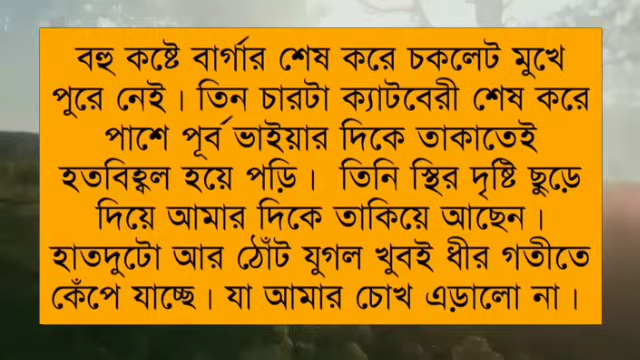 বহু কষ্টে বার্গার শেষ করে চকলেট মুখে
পুরে নেই। তিন চারটা ক্যাটবেরী শেষ করে
পাশে পূর্ব ভাইয়ার দিকে তাকাতেই
হতবিহ্বল হয়ে পড়ি। তিনি স্থির দৃষ্টি ছুড়ে
দিয়ে আমার দিকে তাকিয়ে আছেন।
হাতদুটো আর ঠোঁট যুগল খুবই ধীর গতীতে
কেঁপে যাচ্ছে। যা আমার চোখ এড়ালো না।